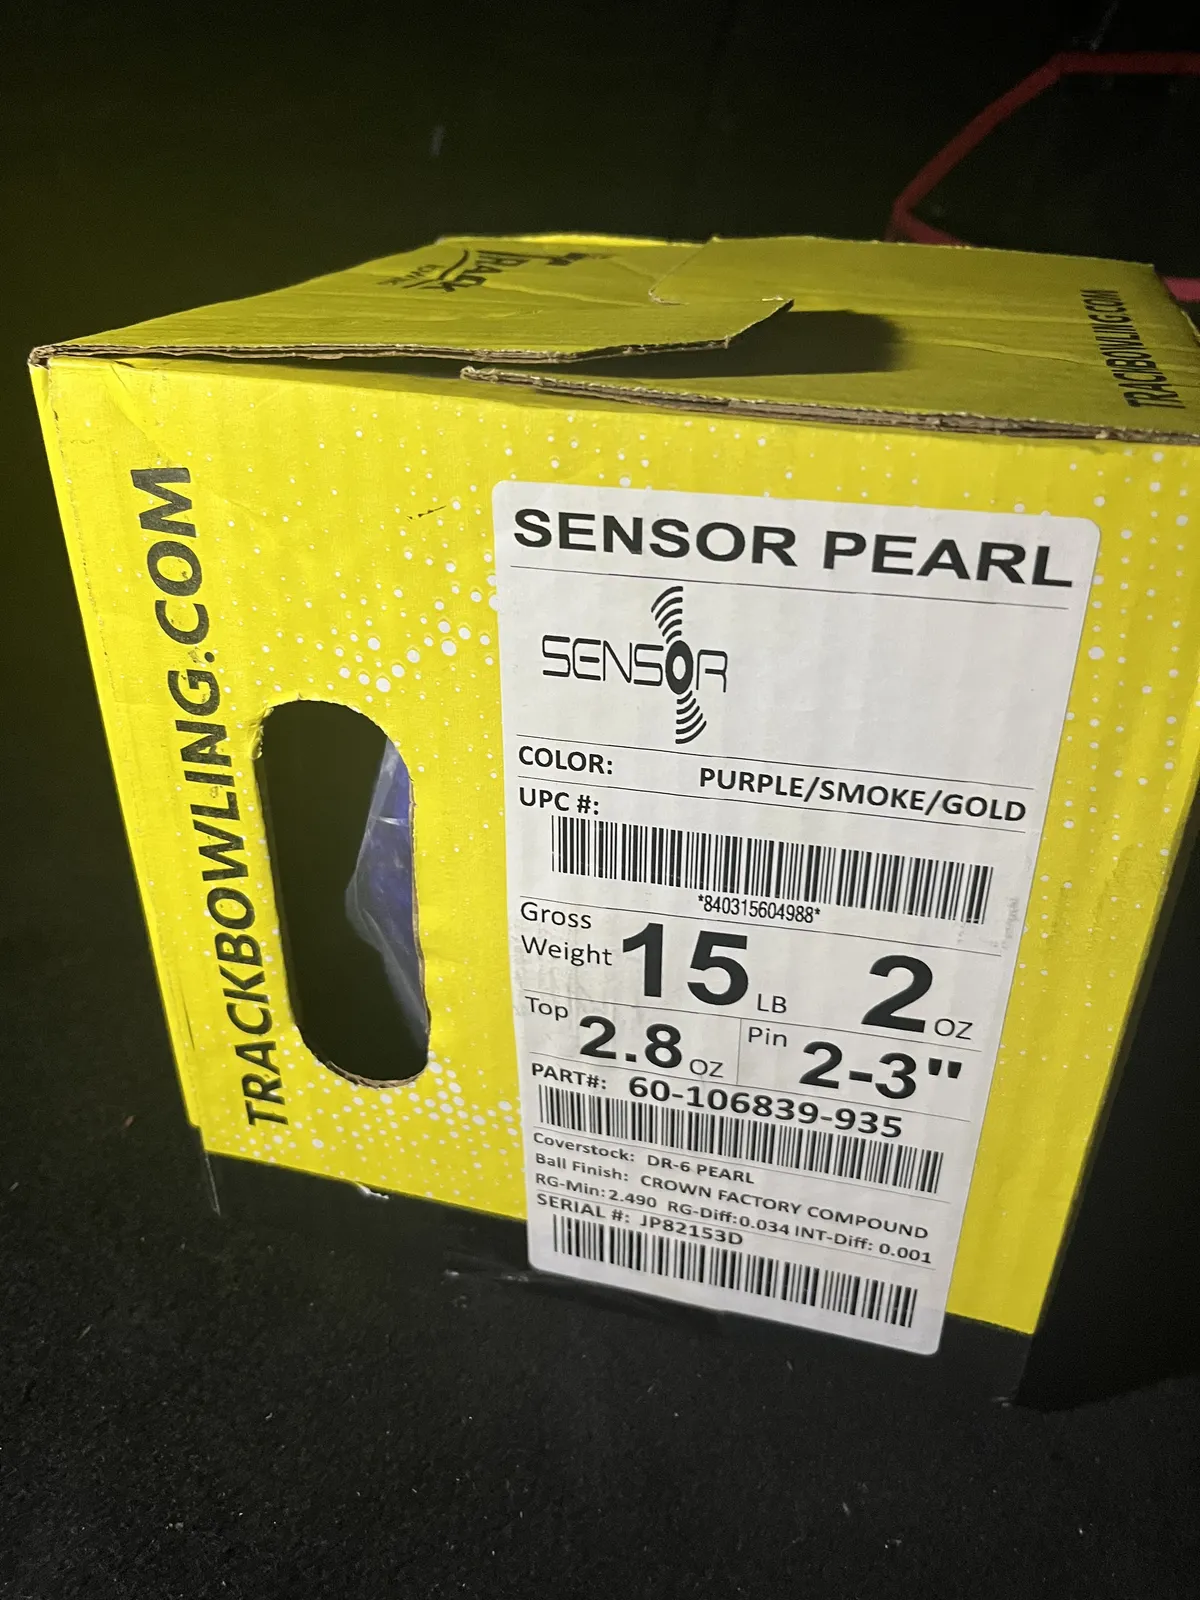 TRACK
TRACKBOWLING.COM
TRACKBOWLING.COM
SENSOR PEARL
SENSOR
COLOR: PURPLE/SMOKE/GOLD
UPC #:
*840315604988*
Gross Weight 15 LB 2 OZ
Top 2.8 OZ Pin 2-3"
PART#: 60-106839-935
Coverstock: DR-6 PEARL
Ball Finish: CROWN FACTORY COMPOUND
RG-Min: 2.490 RG-Diff: 0.034 INT-Diff: 0.001
SERIAL #: JP82153D